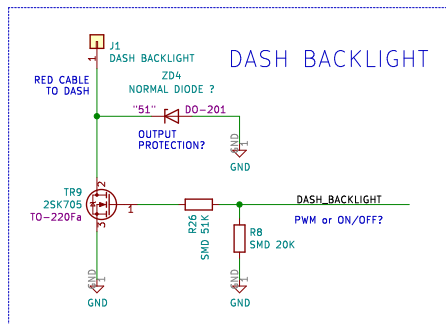 J1
DASH BACKLIGHT
1
DASH BACKLIGHT
RED CABLE
TO DASH
ZD4
NORMAL DIODE ?
"51"
DO-201
OUTPUT
PROTECTION?
GND
1
GND
TR9
2SK705
TO-220Fa
2
1
3
R26
SMD 51K
DASH_BACKLIGHT
PWM or ON/OFF?
R8
SMD 20K
GND
1
GND
GND
1
GND